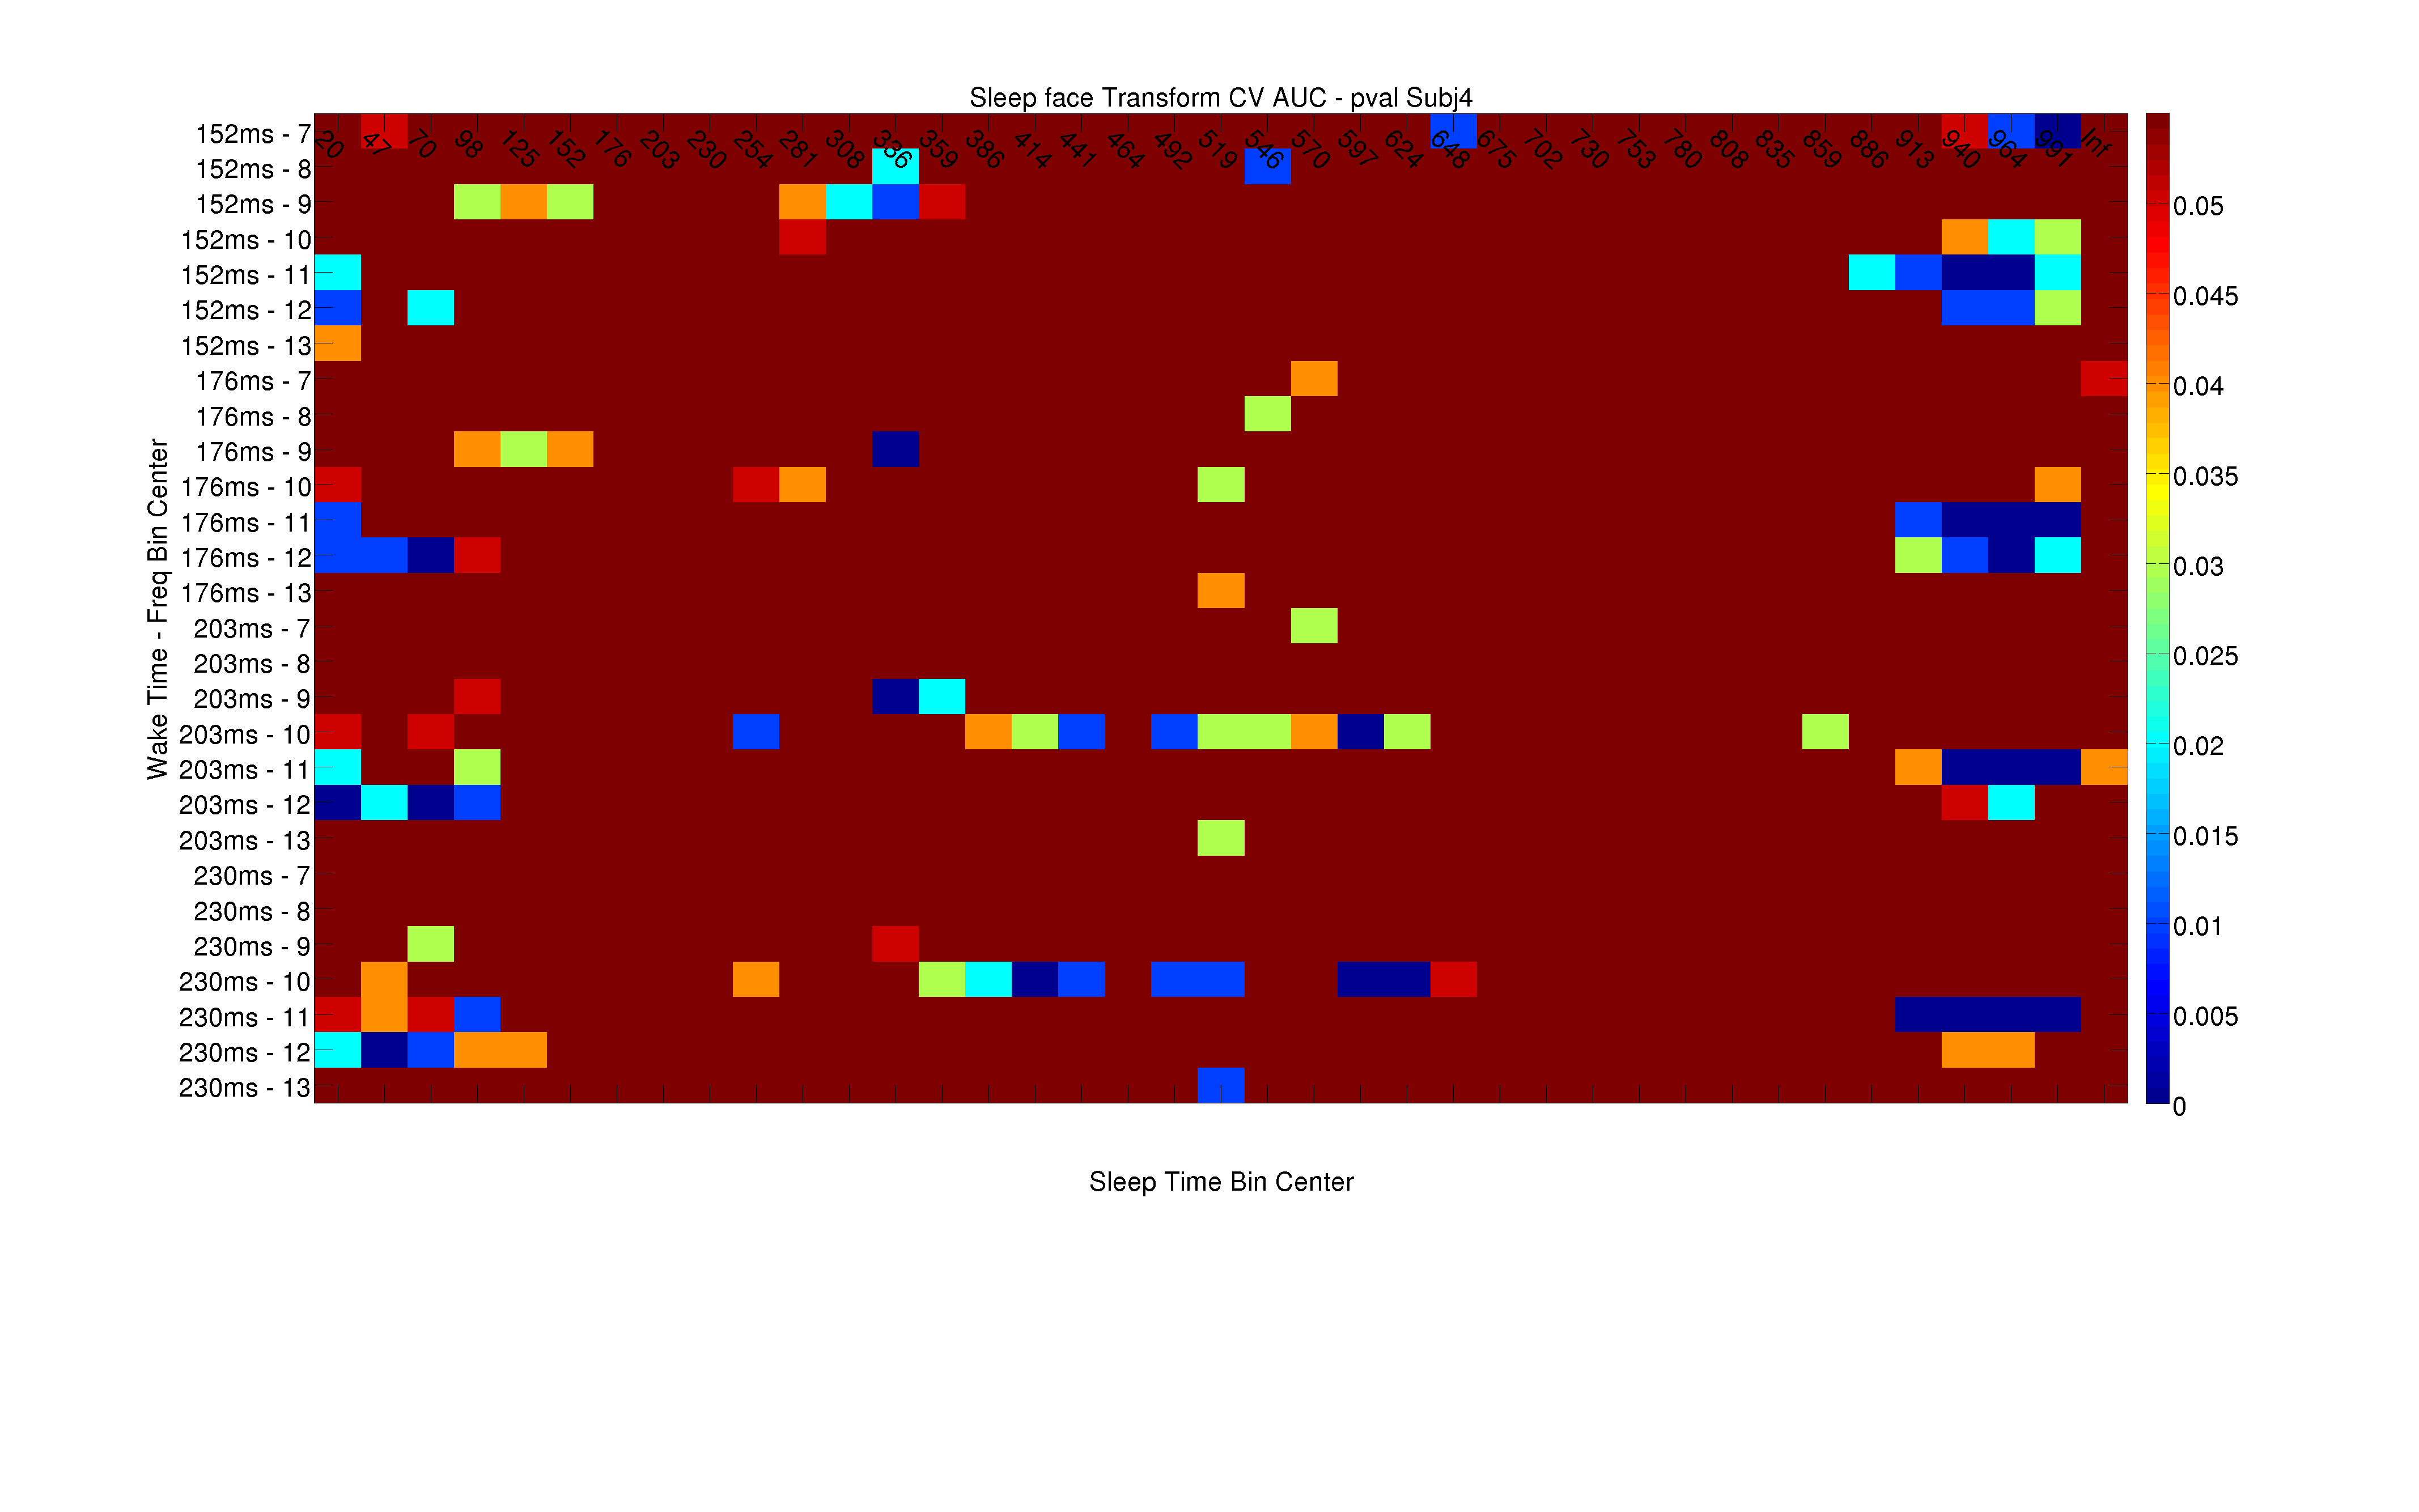 Sleep face Transform CV AUC - pval Subj4
20 47 70 98 125 152 176 203 230 254 281 308 336 359 386 414 441 464 492 519 546 570 597 624 648 675 702 730 753 780 808 835 859 886 913 940 964 991 Inf
152ms - 7
152ms - 8
152ms - 9
152ms - 10
152ms - 11
152ms - 12
152ms - 13
176ms - 7
176ms - 8
176ms - 9
176ms - 10
176ms - 11
176ms - 12
176ms - 13
203ms - 7
203ms - 8
203ms - 9
203ms - 10
203ms - 11
203ms - 12
203ms - 13
230ms - 7
230ms - 8
230ms - 9
230ms - 10
230ms - 11
230ms - 12
230ms - 13
Wake Time - Freq Bin Center
0.05
0.045
0.04
0.035
0.03
0.025
0.02
0.015
0.01
0.005
0
Sleep Time Bin Center